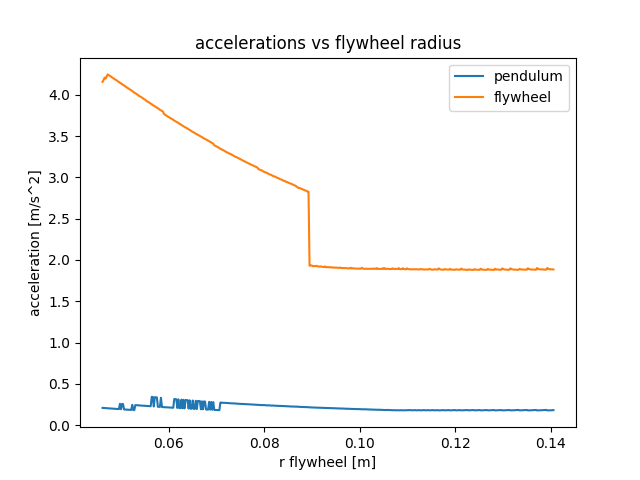 accelerations vs flywheel radius
acceleration [m/s^2]
4.0
3.5
3.0
2.5
2.0
1.5
1.0
0.5
0.0
pendulum
flywheel
0.06
0.08
0.10
0.12
0.14
r flywheel [m]